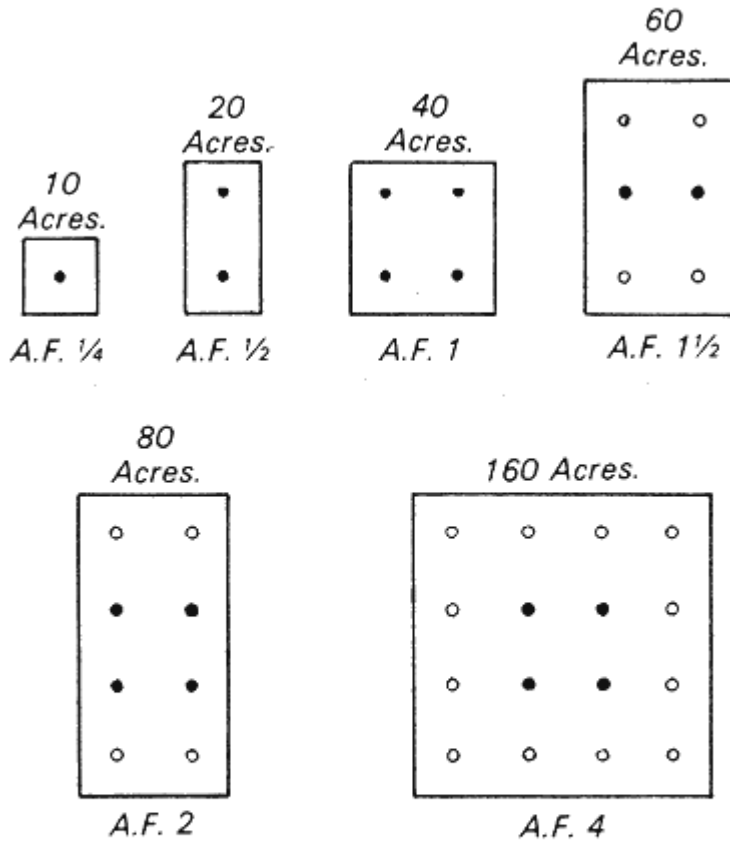 10
Acres.
A.F. ¼
20
Acres.
A.F. ½
40
Acres.
A.F. 1
60
Acres.
A.F. 1½
80
Acres.
A.F. 2
160 Acres.
A.F. 4